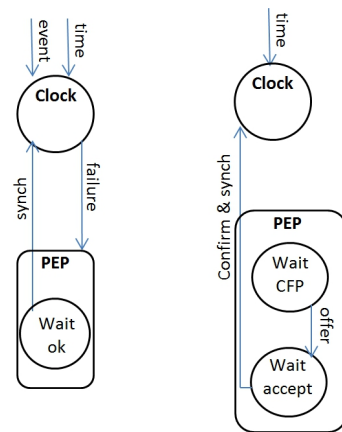 event
time
Clock
synch
failure
PEP
Wait
ok
time
Clock
Confirm & synch
PEP
Wait
CFP
offer
Wait
accept